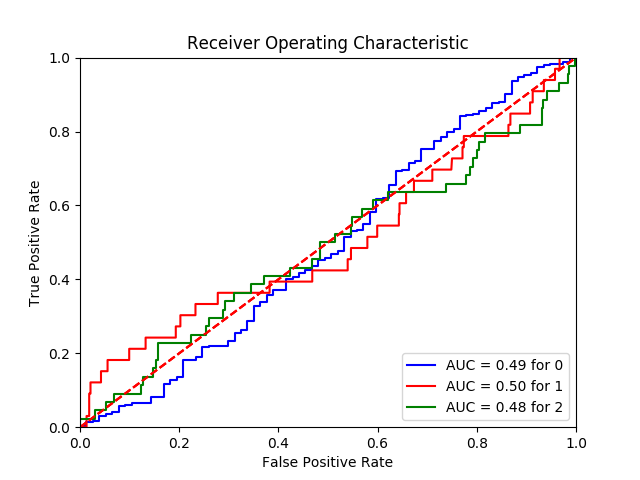 Receiver Operating Characteristic
True Positive Rate
1.0
0.8
0.6
0.4
0.2
0.0
AUC = 0.49 for 0
AUC = 0.50 for 1
AUC = 0.48 for 2
0.0 0.2 0.4 0.6 0.8 1.0
False Positive Rate